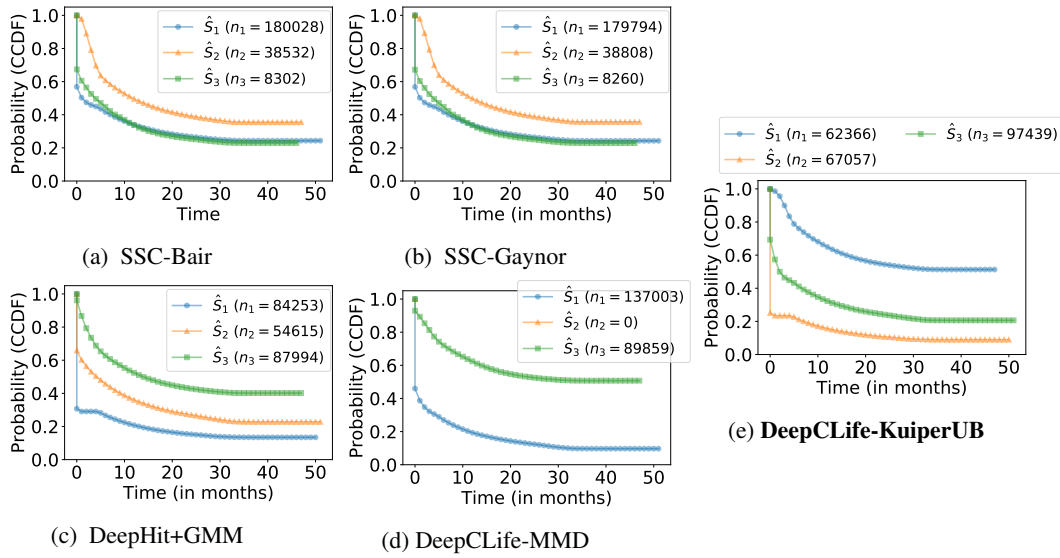 1.0
0.8
0.6
0.4
0.2
0.0
Probability (CCDF)
0 10 20 30 40 50
Time
Ŝ₁ (n₁ = 180028)
Ŝ₂ (n₂ = 38532)
Ŝ₃ (n₃ = 8302)
(a) SSC-Bair
1.0
0.8
0.6
0.4
0.2
0.0
Probability (CCDF)
0 10 20 30 40 50
Time (in months)
Ŝ₁ (n₁ = 179794)
Ŝ₂ (n₂ = 38808)
Ŝ₃ (n₃ = 8260)
(b) SSC-Gaynor
1.0
0.8
0.6
0.4
0.2
0.0
Probability (CCDF)
0 10 20 30 40 50
Time (in months)
Ŝ₁ (n₁ = 84253)
Ŝ₂ (n₂ = 54615)
Ŝ₃ (n₃ = 87994)
(c) DeepHit+GMM
1.0
0.8
0.6
0.4
0.2
0.0
Probability (CCDF)
0 10 20 30 40 50
Time (in months)
Ŝ₁ (n₁ = 137003)
Ŝ₂ (n₂ = 0)
Ŝ₃ (n₃ = 89859)
(d) DeepCLife-MMD
Ŝ₁ (n₁ = 62366) Ŝ₃ (n₃ = 97439)
Ŝ₂ (n₂ = 67057)
1.0
0.8
0.6
0.4
0.2
0.0
Probability (CCDF)
0 10 20 30 40 50
Time (in months)
(e) DeepCLife-KuiperUB